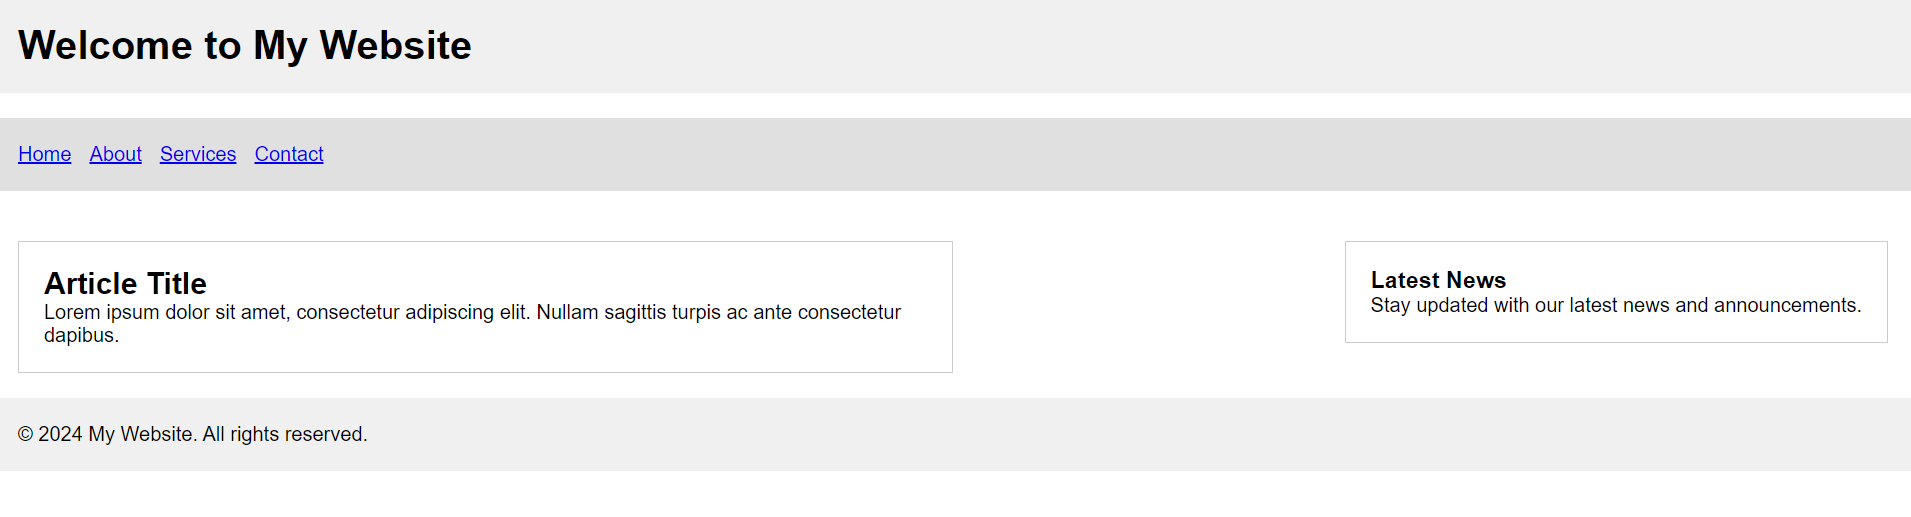 Welcome to My Website
Home About Services Contact
Article Title
Lorem ipsum dolor sit amet, consectetur adipiscing elit. Nullam sagittis turpis ac ante consectetur
dapibus.
Latest News
Stay updated with our latest news and announcements.
© 2024 My Website. All rights reserved.